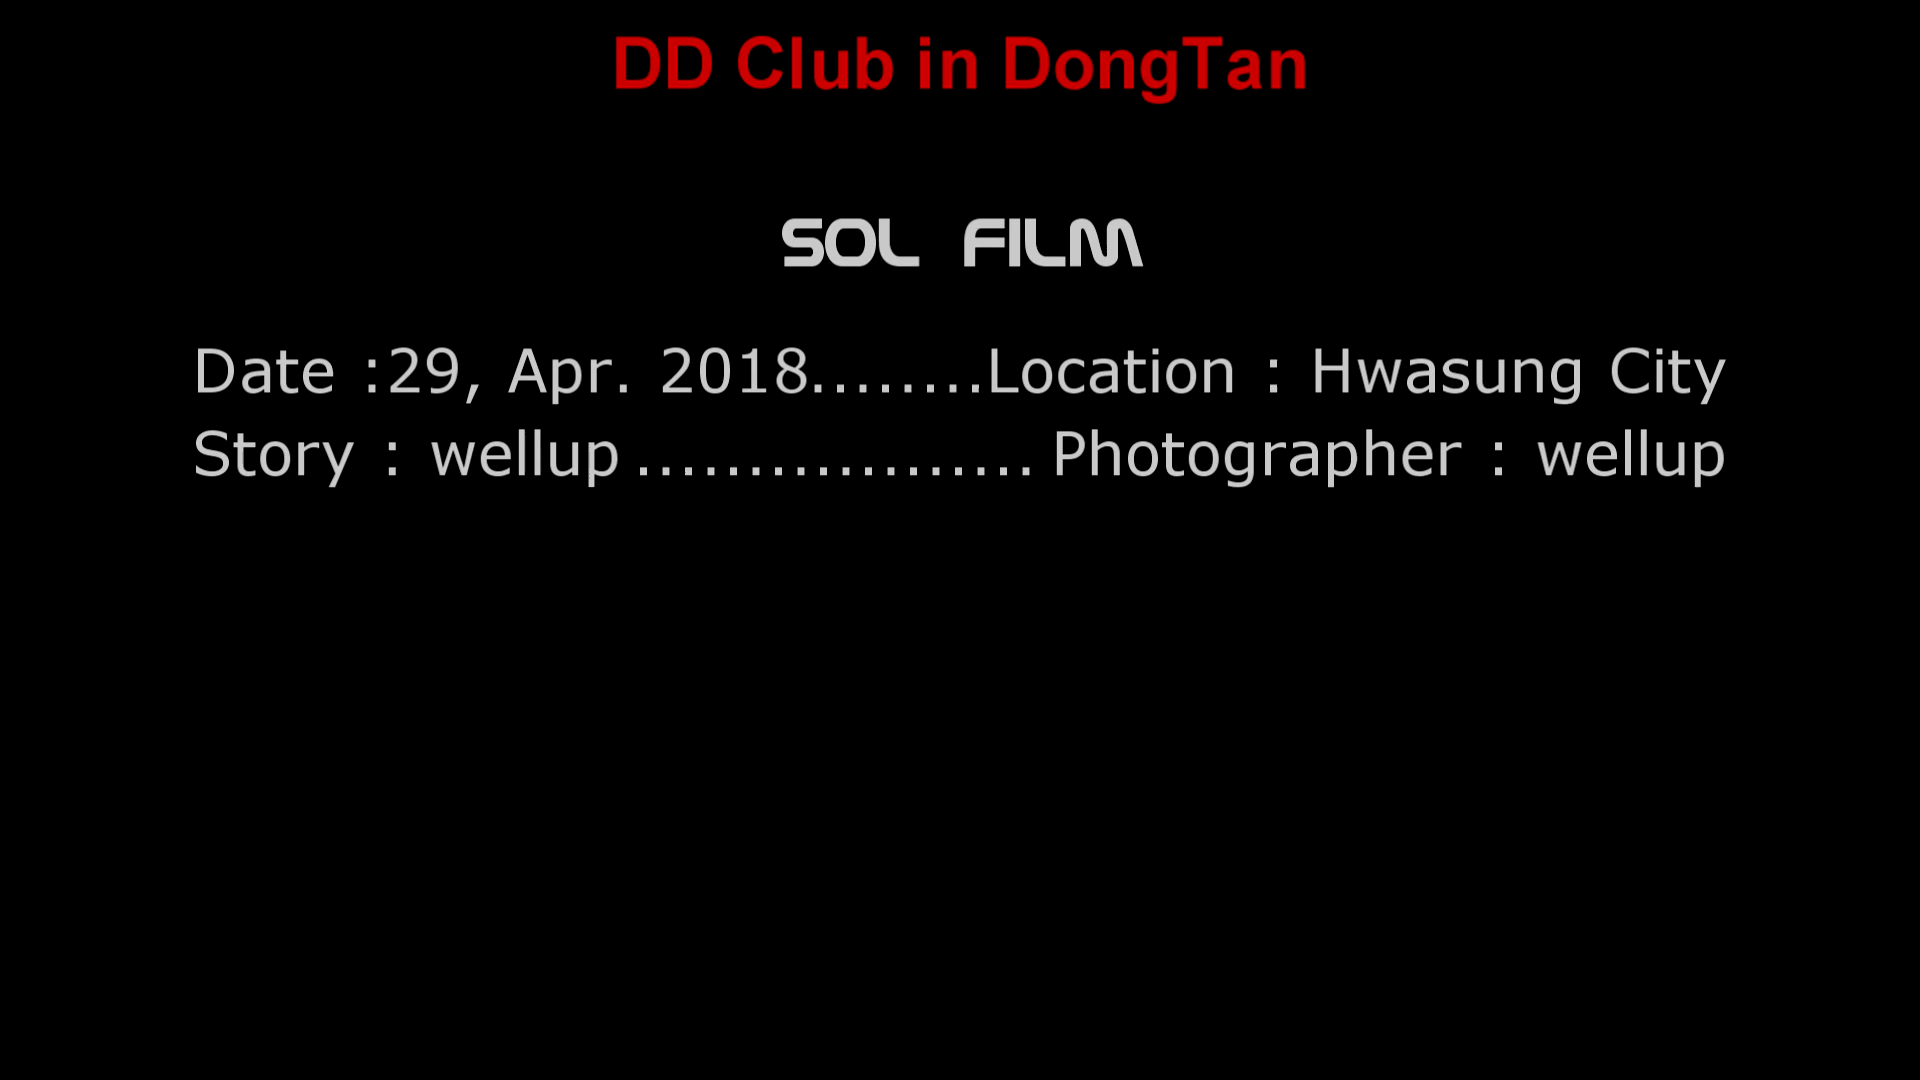 DD Club in DongTan
SOL FILM
Date :29, Apr. 2018........Location : Hwasung City
Story : wellup .................. Photographer : wellup